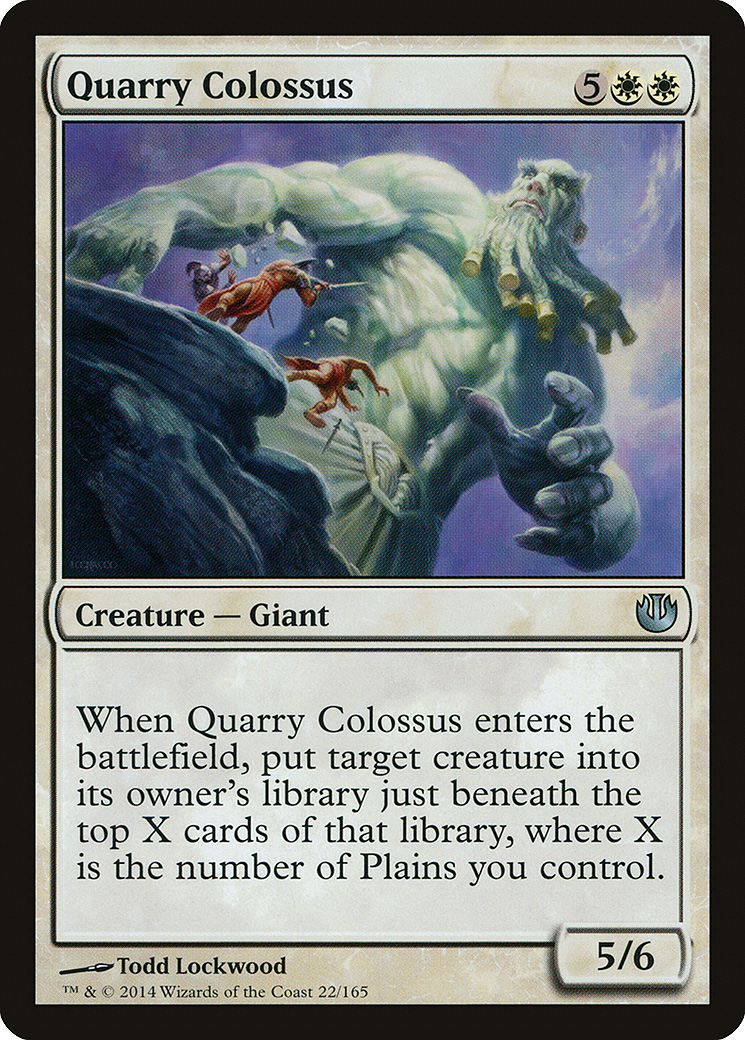 Quarry Colossus 5
Creature — Giant
When Quarry Colossus enters the
battlefield, put target creature into
its owner's library just beneath the
top X cards of that library, where X
is the number of Plains you control.
5/6
Todd Lockwood
™ & © 2014 Wizards of the Coast 22/165